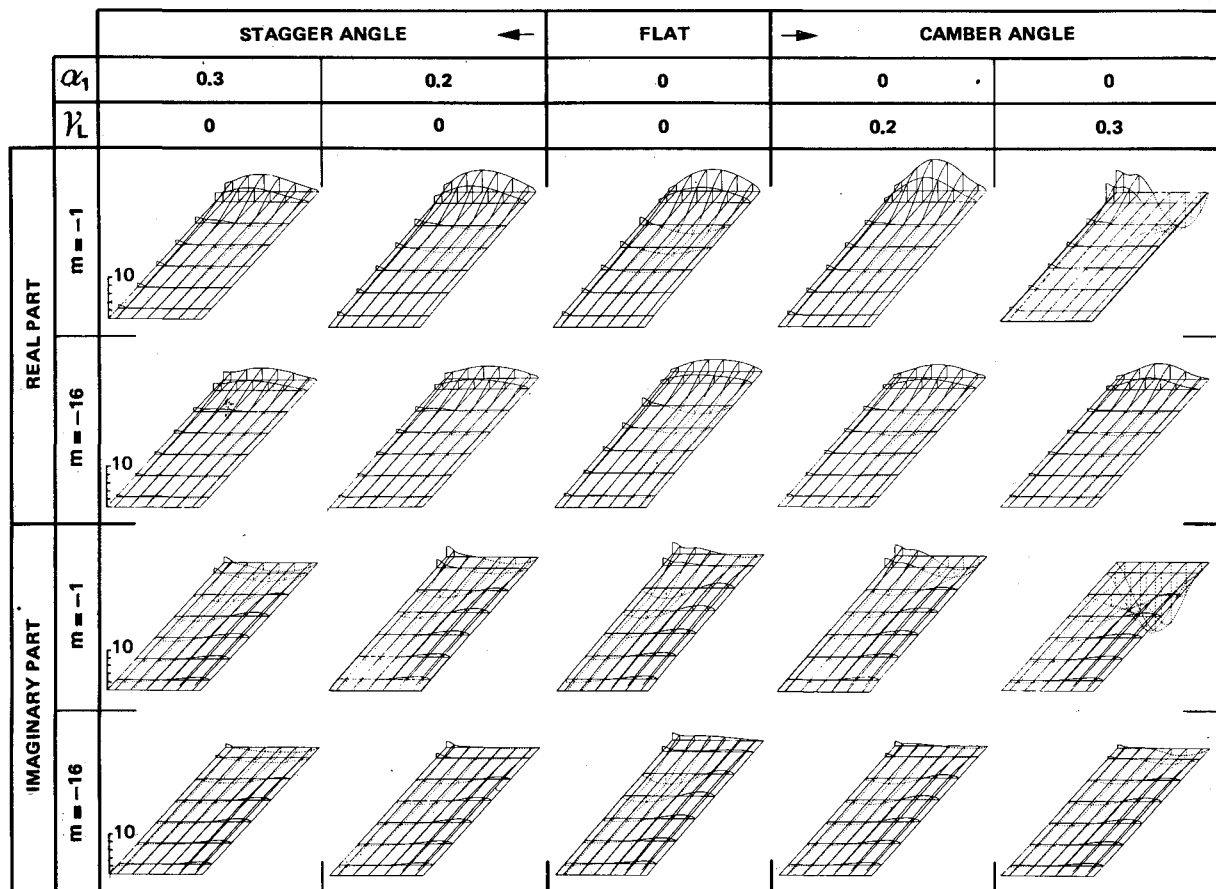 STAGGER ANGLE ← FLAT → CAMBER ANGLE
α₁ 0.3 0.2 0 0 0
γL 0 0 0 0.2 0.3
REAL PART
m = -1
10
m = -16
10
IMAGINARY PART
m = -1
10
m = -16
10